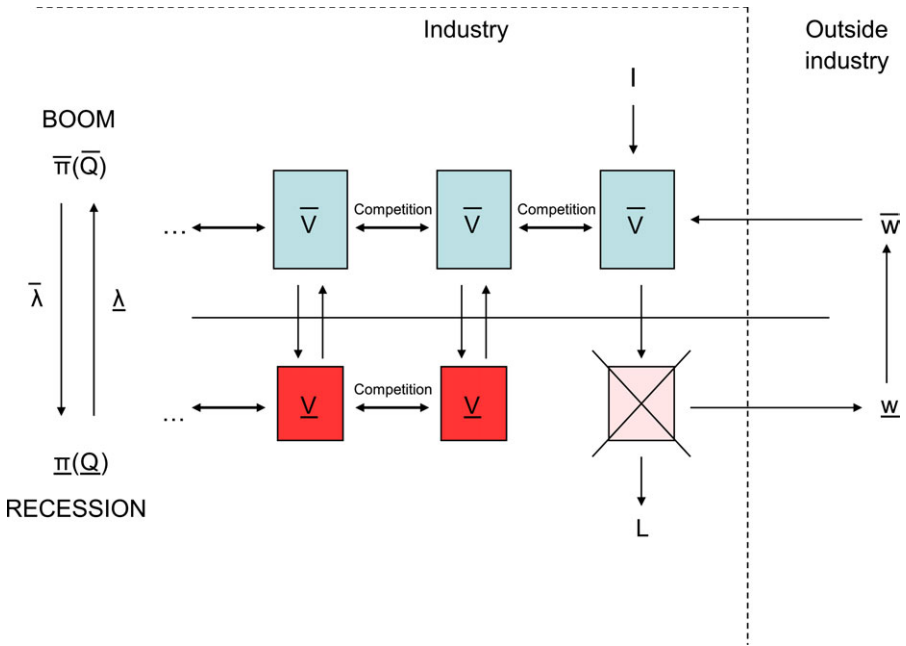 Industry
Outside
industry
I
BOOM
π̅(Q̅)
V̅
Competition
V̅
Competition
V̅
w̅
...
λ̅
λ̲
...
V̲
Competition
V̲
w̲
π̲(Q̲)
RECESSION
L